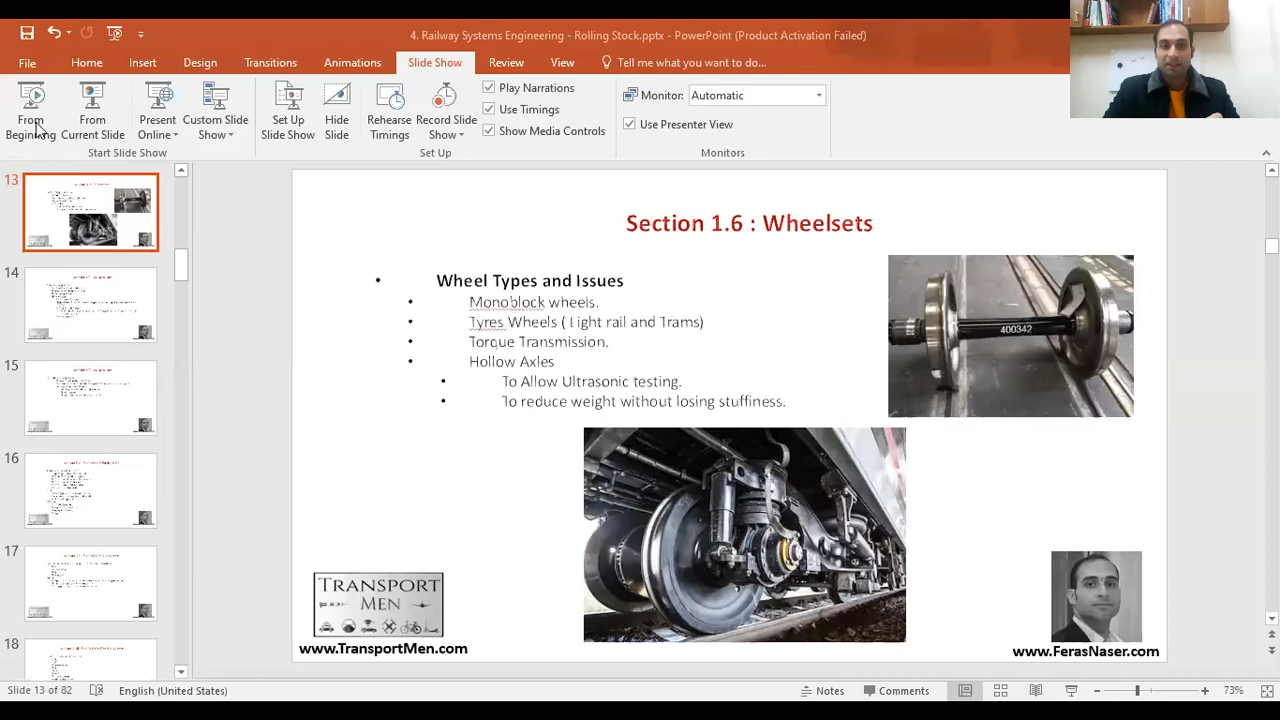 4. Railway Systems Engineering - Rolling Stock.pptx - PowerPoint (Product Activation Failed)
File
Home
Insert
Design
Transitions
Animations
Slide Show
Review
View
Tell me what you want to do...
From Beginning
From Current Slide
Present Online
Custom Slide Show
Set Up Slide Show
Hide Slide
Rehearse Timings
Record Slide Show
Play Narrations
Use Timings
Show Media Controls
Monitor:
Automatic
Use Presenter View
Start Slide Show
Set Up
Monitors
13
14
15
16
17
18
Section 1.6 : Wheelsets
• Wheel Types and Issues
• Monoblock wheels.
• Tyres Wheels ( Light rail and Trams)
• Torque Transmission.
• Hollow Axles
• To Allow Ultrasonic testing.
• To reduce weight without losing stuffiness.
400342
TRANSPORT
MEN
www.TransportMen.com
www.FerasNaser.com
Slide 13 of 82
English (United States)
Notes
Comments
73%